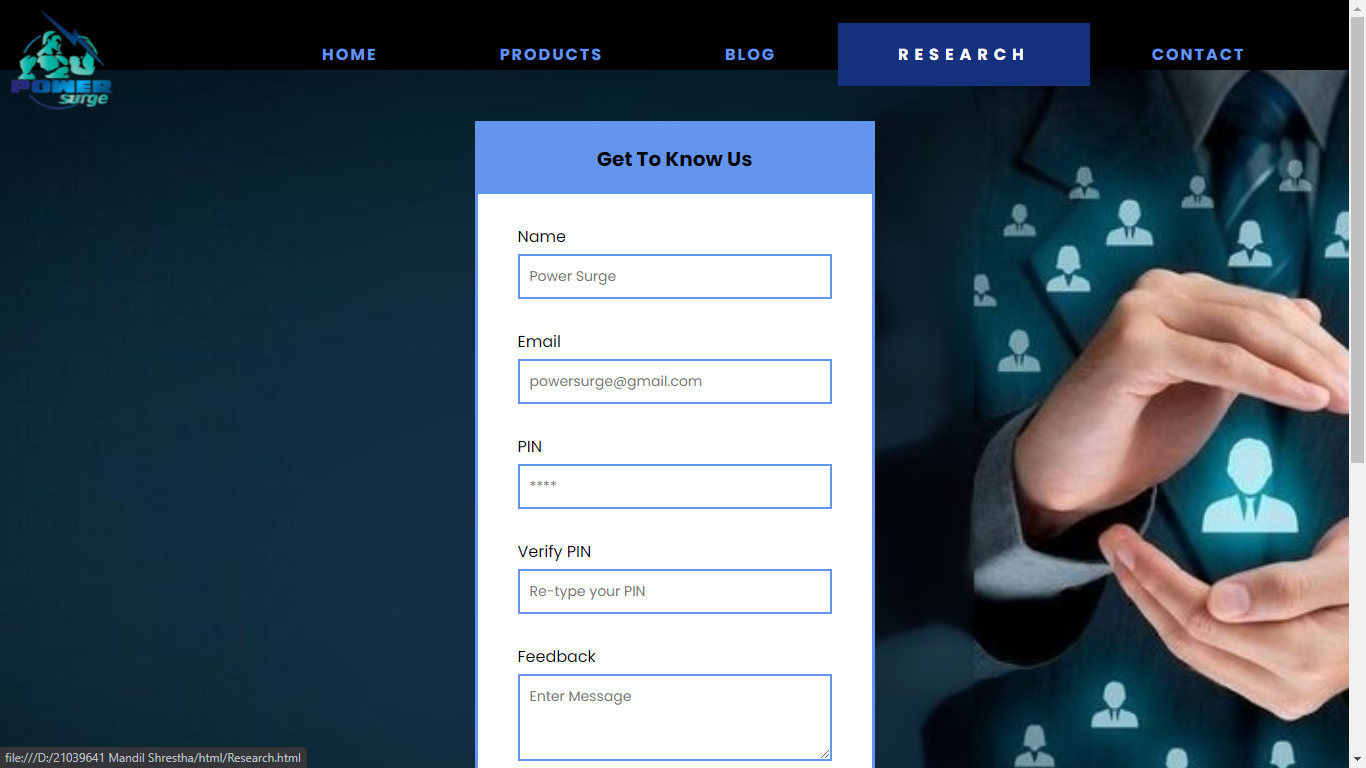 POWER
surge
HOME PRODUCTS BLOG RESEARCH CONTACT
Get To Know Us
Name
Power Surge
Email
powersurge@gmail.com
PIN
****
Verify PIN
Re-type your PIN
Feedback
Enter Message
file:///D:/21039641 Mandil Shrestha/html/Research.html